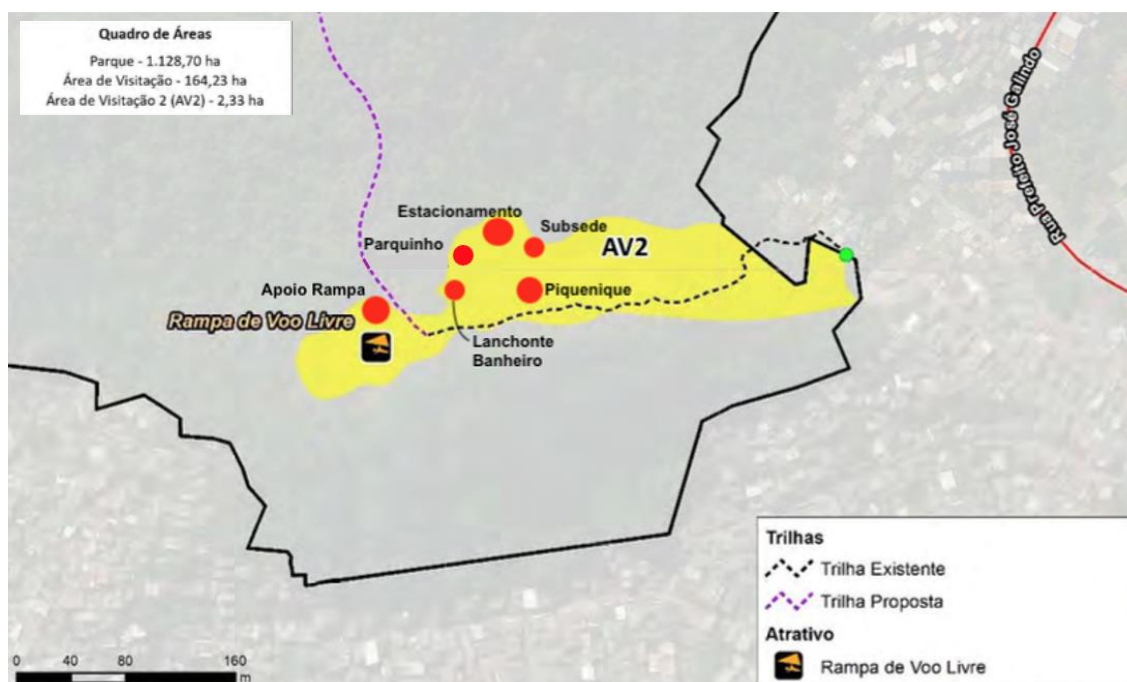 Quadro de Áreas
Parque - 1.128,70 ha
Área de Visitação - 164,23 ha
Área de Visitação 2 (AV2) - 2,33 ha
Rua Prefeito José Galindo
Estacionamento
Subsede
Parquinho
AV2
Apoio Rampa
Piquenique
Rampa de Voo Livre
Lanchonte
Banheiro
Trilhas
Trilha Existente
Trilha Proposta
Atrativo
Rampa de Voo Livre
0 40 80 160
m